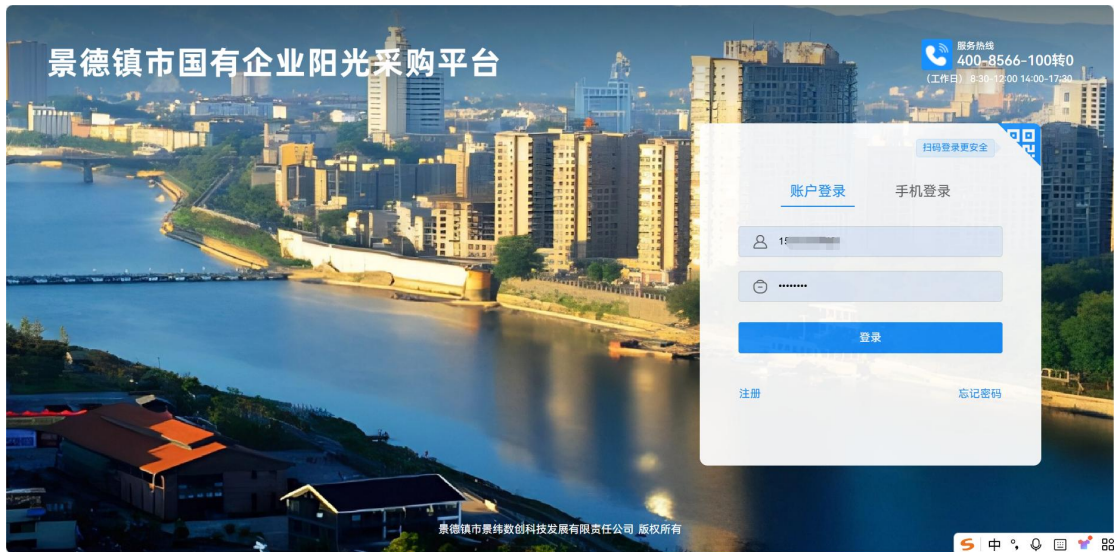 景德镇市国有企业阳光采购平台
服务热线
400-8566-100转0
（工作日） 8:30-12:00 14:00-17:30
扫码登录更安全
账户登录
手机登录
15
••••••••
登录
注册
忘记密码
景德镇市景纬数创科技发展有限责任公司 版权所有
中